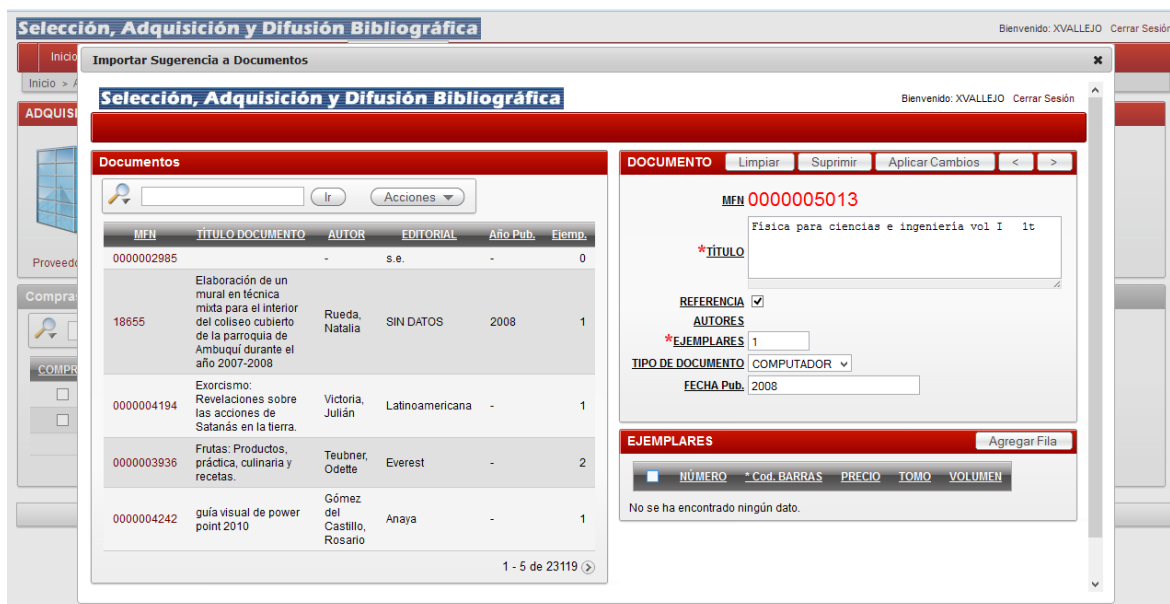 Selección, Adquisición y Difusión Bibliográfica
Bienvenido: XVALLEJO Cerrar Sesión
Inicio
Importar Sugerencia a Documentos
Inicio >
ADQUISI
Proveedo
Compra
COMPR
Selección, Adquisición y Difusión Bibliográfica
Bienvenido: XVALLEJO Cerrar Sesión
Documentos
Ir
Acciones
MFN TÍTULO DOCUMENTO AUTOR EDITORIAL Año Pub. Ejemp.
0000002985 - s.e. - 0
Elaboración de un
mural en técnica
mixta para el interior
del coliseo cubierto
de la parroquia de
Ambuquí durante el
año 2007-2008
18655
Rueda,
Natalia
SIN DATOS
2008
1
Exorcismo:
Revelaciones sobre
las acciones de
Satanás en la tierra.
0000004194
Victoria,
Julián
Latinoamericana
-
1
Frutas: Productos,
práctica, culinaria y
recetas.
0000003936
Teubner,
Odette
Everest
-
2
0000004242
guía visual de power
point 2010
Gómez
del
Castillo,
Rosario
Anaya
-
1
1 - 5 de 23119
DOCUMENTO Limpiar Suprimir Aplicar Cambios < >
MFN 0000005013
*TÍTULO
Física para ciencias e ingeniería vol I 1t
REFERENCIA
AUTORES
*EJEMPLARES 1
TIPO DE DOCUMENTO COMPUTADOR
FECHA Pub. 2008
EJEMPLARES Agregar Fila
NÚMERO * Cod. BARRAS PRECIO TOMO VOLUMEN
No se ha encontrado ningún dato.